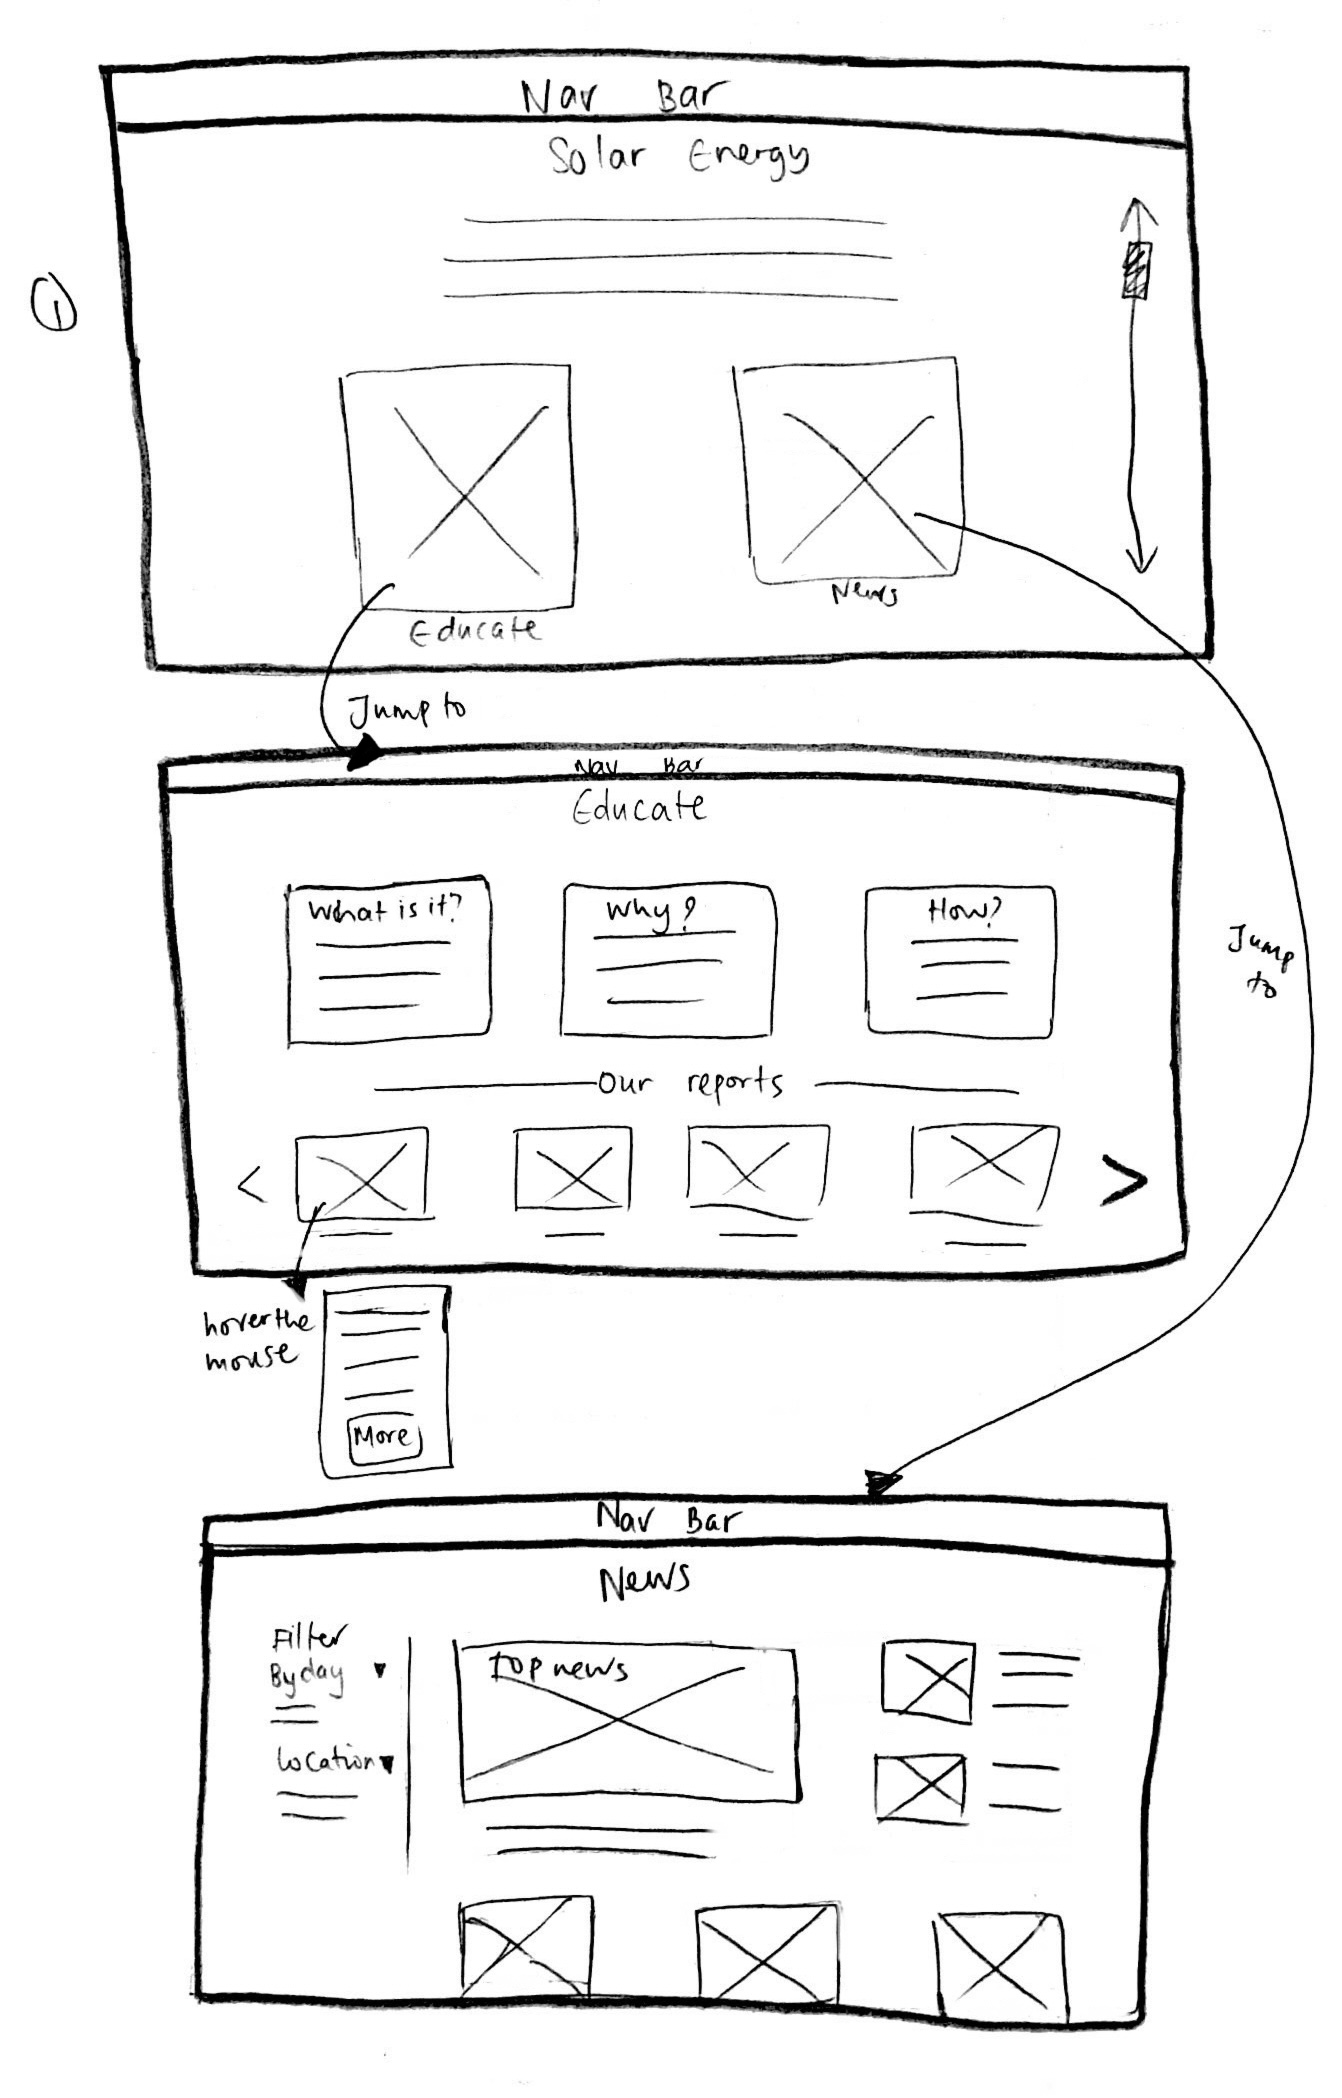 Nav Bar
Solar Energy
①
Educate
News
Jump to
Nav Bar
Educate
What is it?
Why?
How?
Jump
to
Our reports
hover the
mouse
More
Nav Bar
News
Filter
By day
Top news
location